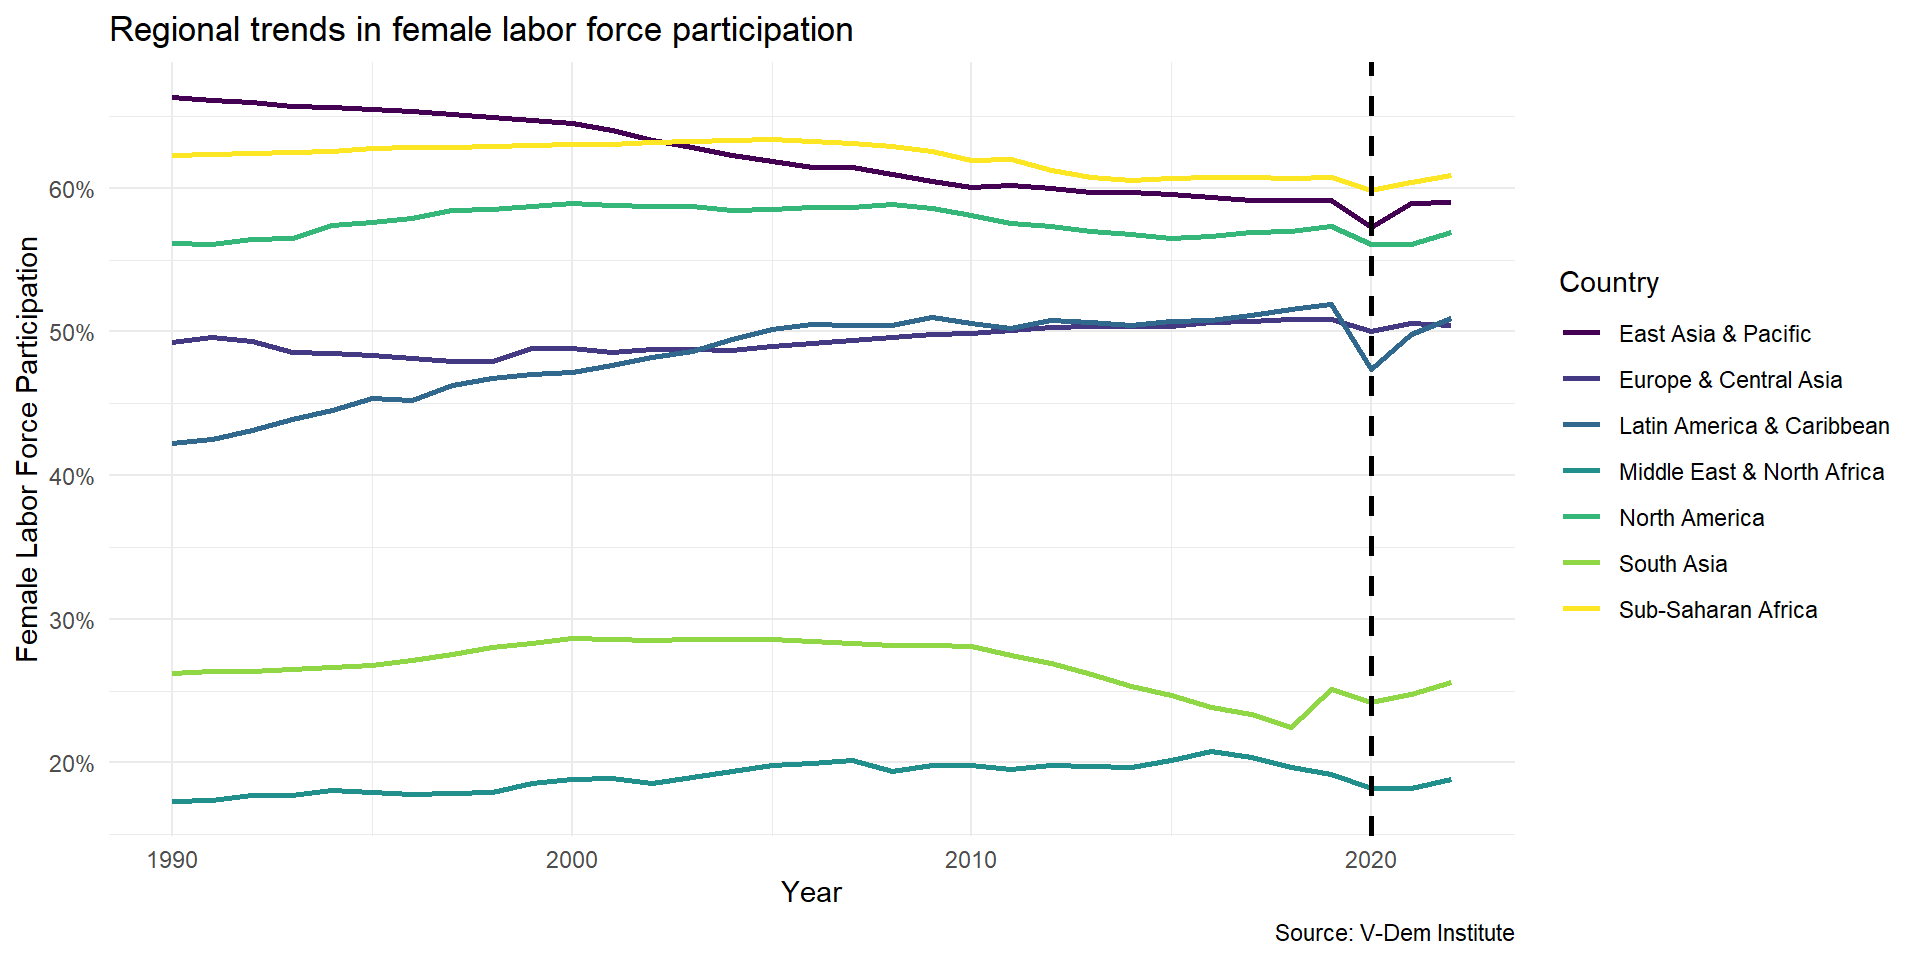 Regional trends in female labor force participation
Female Labor Force Participation
60%
50%
40%
30%
20%
1990
2000
2010
2020
Year
Country
East Asia & Pacific
Europe & Central Asia
Latin America & Caribbean
Middle East & North Africa
North America
South Asia
Sub-Saharan Africa
Source: V-Dem Institute